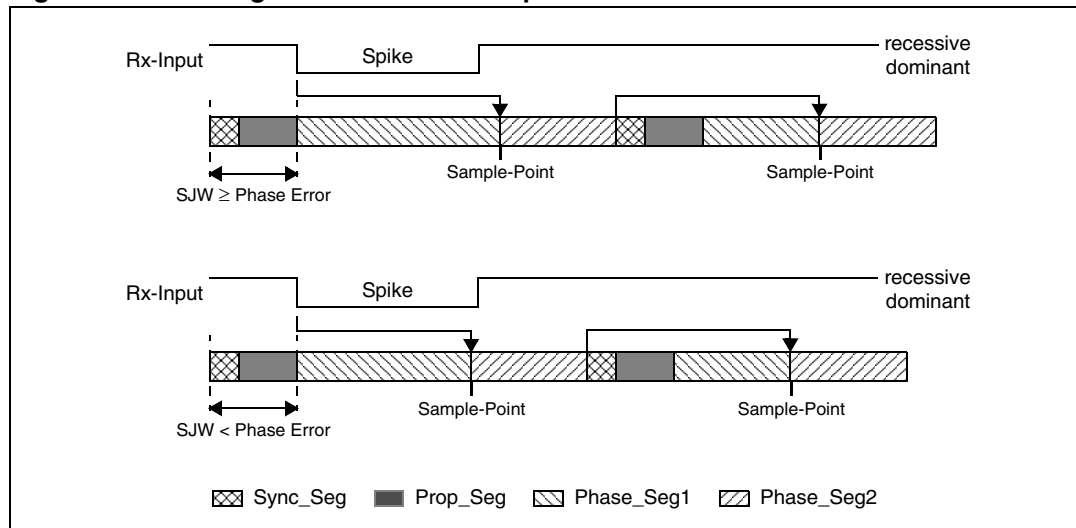 Rx-Input
Spike
recessive
dominant
Sample-Point
Sample-Point
SJW ≥ Phase Error
Rx-Input
Spike
recessive
dominant
Sample-Point
Sample-Point
SJW < Phase Error
Sync_Seg
Prop_Seg
Phase_Seg1
Phase_Seg2